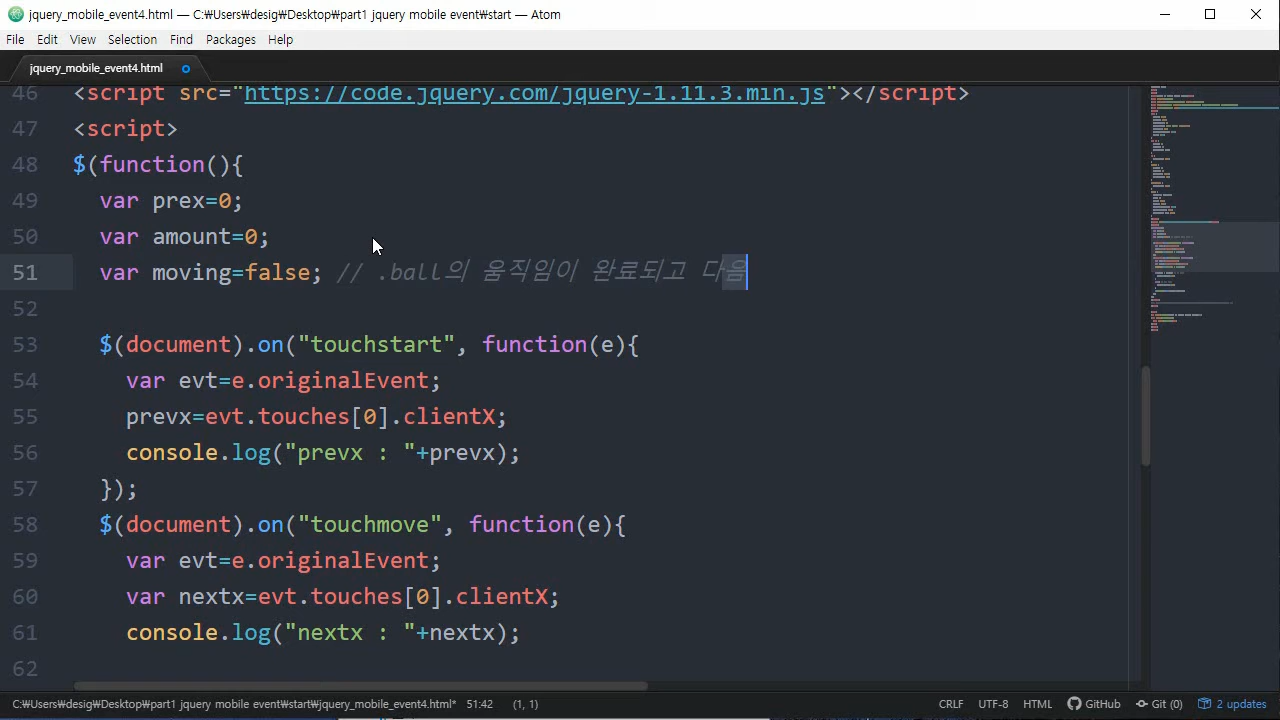 jquery_mobile_event4.html — C:₩Users₩desig₩Desktop₩part1 jquery mobile event₩start — Atom
File Edit View Selection Find Packages Help
jquery_mobile_event4.html
46 <script src="https://code.jquery.com/jquery-1.11.3.min.js"></script>
47 <script>
48 $(function(){
49 var prex=0;
50 var amount=0;
51 var moving=false; // .ball의 움직임이 완료되고 다음
52
53 $(document).on("touchstart", function(e){
54 var evt=e.originalEvent;
55 prevx=evt.touches[0].clientX;
56 console.log("prevx : "+prevx);
57 });
58 $(document).on("touchmove", function(e){
59 var evt=e.originalEvent;
60 var nextx=evt.touches[0].clientX;
61 console.log("nextx : "+nextx);
62
C:₩Users₩desig₩Desktop₩part1 jquery mobile event₩start₩jquery_mobile_event4.html* 51:42 (1, 1) CRLF UTF-8 HTML GitHub Git (0) 2 updates